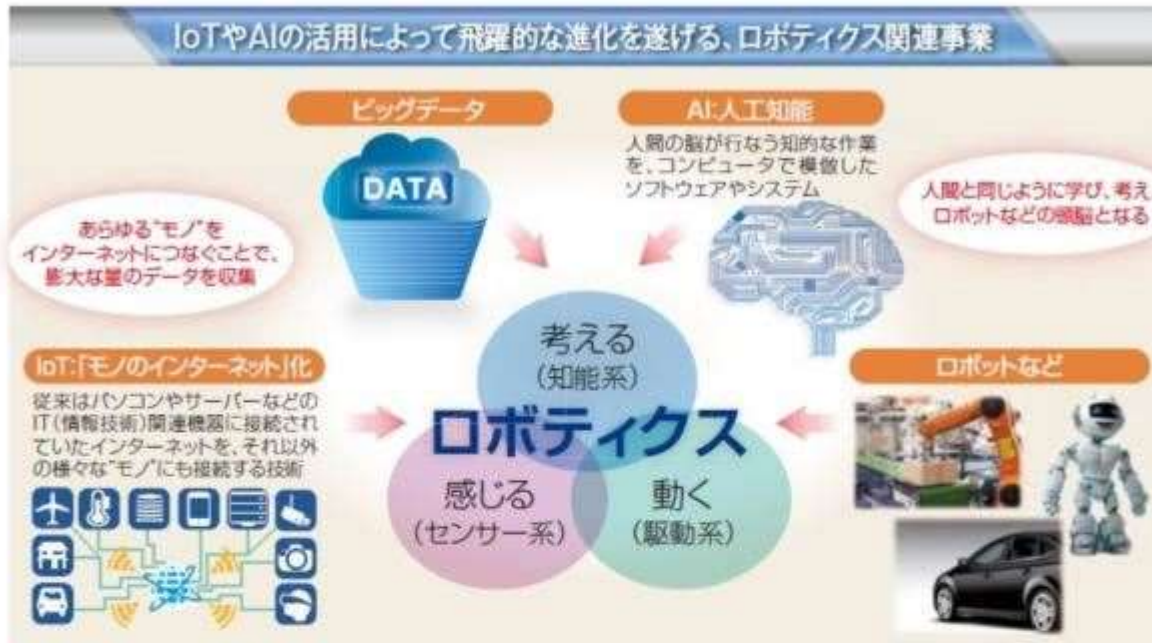 IoTやAIの活用によって飛躍的な進化を遂げる、ロボティクス関連事業
ビッグデータ
DATA
AI:人工知能
人間の脳が行なう知的な作業
を、コンピュータで模倣した
ソフトウェアやシステム
あらゆる"モノ"を
インターネットにつなぐことで、
膨大な量のデータを収集
人間と同じように学び、考え
ロボットなどの頭脳となる
IoT:「モノのインターネット」化
従来はパソコンやサーバーなどの
IT(情報技術)関連機器に接続され
ていたインターネットを、それ以外
の様々な"モノ"にも接続する技術
考える
(知能系)
ロボティクス
感じる
(センサー系)
動く
(駆動系)
ロボットなど